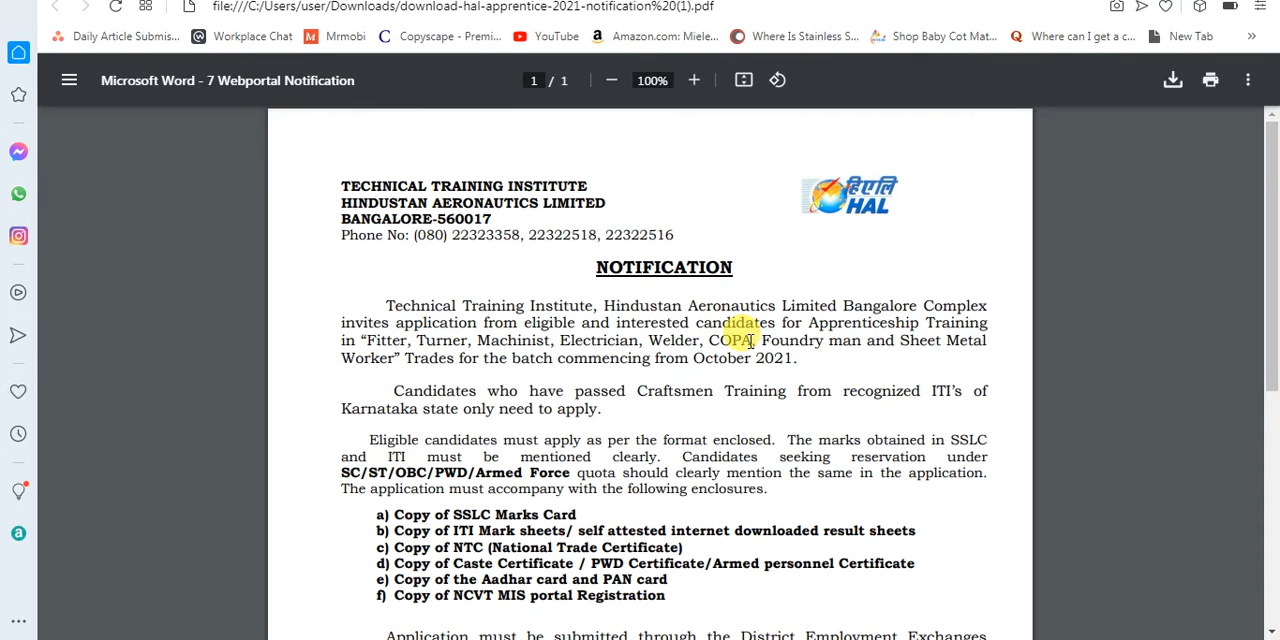 file:///C:/Users/user/Downloads/download-hal-apprentice-2021-notification%20(1).pdf
Daily Article Submis... Workplace Chat Mrmobi Copyscape - Premi... YouTube Amazon.com: Miele... Where Is Stainless S... Shop Baby Cot Mat... Where can I get a c... New Tab »
Microsoft Word - 7 Webportal Notification 1 / 1 100%
TECHNICAL TRAINING INSTITUTE
HINDUSTAN AERONAUTICS LIMITED
BANGALORE-560017
Phone No: (080) 22323358, 22322518, 22322516
हिएलि
HAL
NOTIFICATION
Technical Training Institute, Hindustan Aeronautics Limited Bangalore Complex
invites application from eligible and interested candidates for Apprenticeship Training
in “Fitter, Turner, Machinist, Electrician, Welder, COPA, Foundry man and Sheet Metal
Worker” Trades for the batch commencing from October 2021.
Candidates who have passed Craftsmen Training from recognized ITI’s of
Karnataka state only need to apply.
Eligible candidates must apply as per the format enclosed. The marks obtained in SSLC
and ITI must be mentioned clearly. Candidates seeking reservation under
SC/ST/OBC/PWD/Armed Force quota should clearly mention the same in the application.
The application must accompany with the following enclosures.
a) Copy of SSLC Marks Card
b) Copy of ITI Mark sheets/ self attested internet downloaded result sheets
c) Copy of NTC (National Trade Certificate)
d) Copy of Caste Certificate / PWD Certificate/Armed personnel Certificate
e) Copy of the Aadhar card and PAN card
f) Copy of NCVT MIS portal Registration
Application must be submitted through the District Employment Exchanges